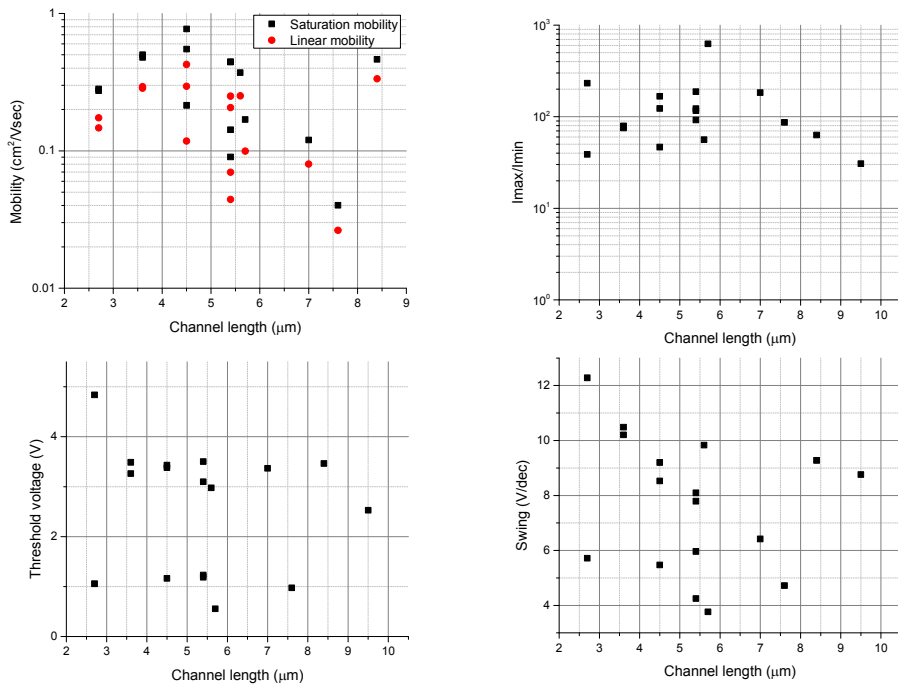 1
0.1
0.01
Mobility (cm²/Vsec)
Saturation mobility
Linear mobility
2 3 4 5 6 7 8 9
Channel length (μm)
10³
10²
10¹
10⁰
Imax/Imin
2 3 4 5 6 7 8 9 10
Channel length (μm)
4
2
0
Threshold voltage (V)
2 3 4 5 6 7 8 9 10
Channel length (μm)
12
10
8
6
4
Swing (V/dec)
2 3 4 5 6 7 8 9 10
Channel length (μm)